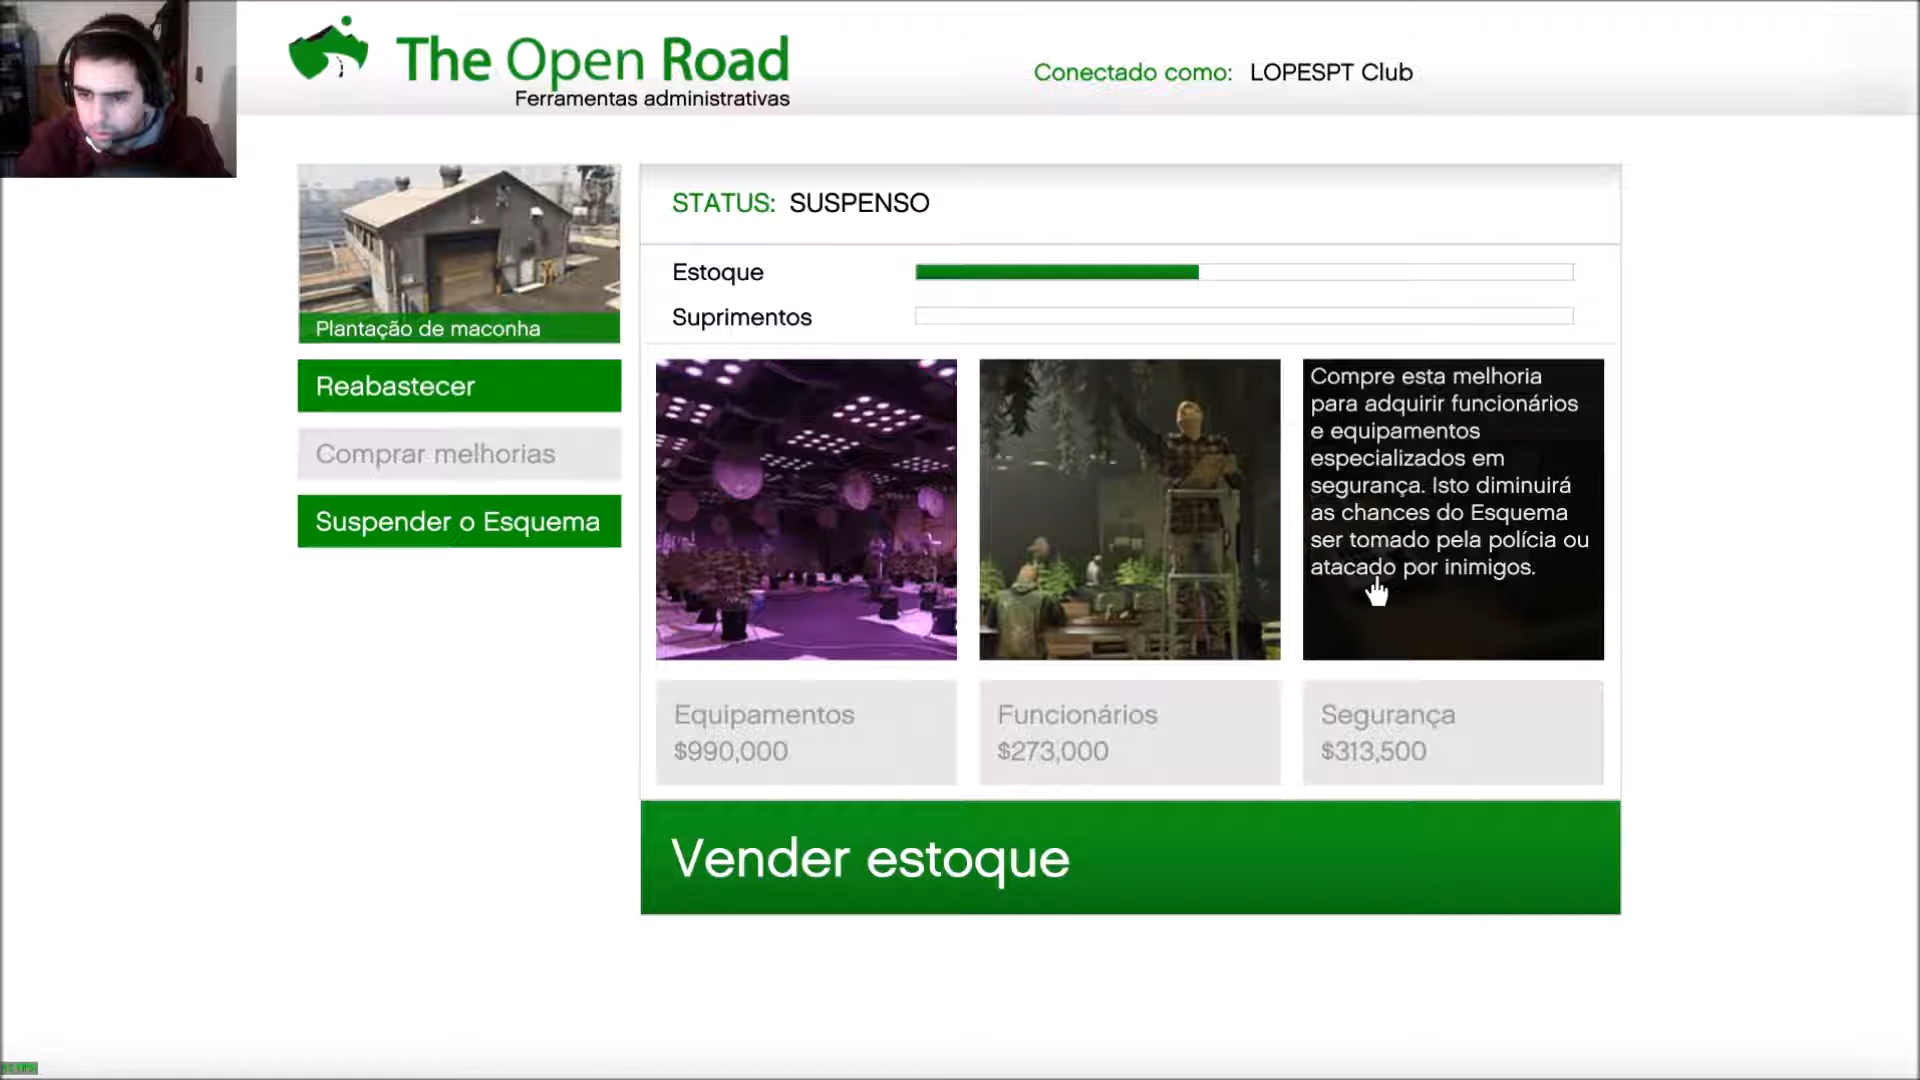 The Open Road
Ferramentas administrativas
Conectado como: LOPESPT Club
Plantação de maconha
Reabastecer
Comprar melhorias
Suspender o Esquema
STATUS: SUSPENSO
Estoque
Suprimentos
Compre esta melhoria
para adquirir funcionários
e equipamentos
especializados em
segurança. Isto diminuirá
as chances do Esquema
ser tomado pela polícia ou
atacado por inimigos.
Equipamentos
$990,000
Funcionários
$273,000
Segurança
$313,500
Vender estoque